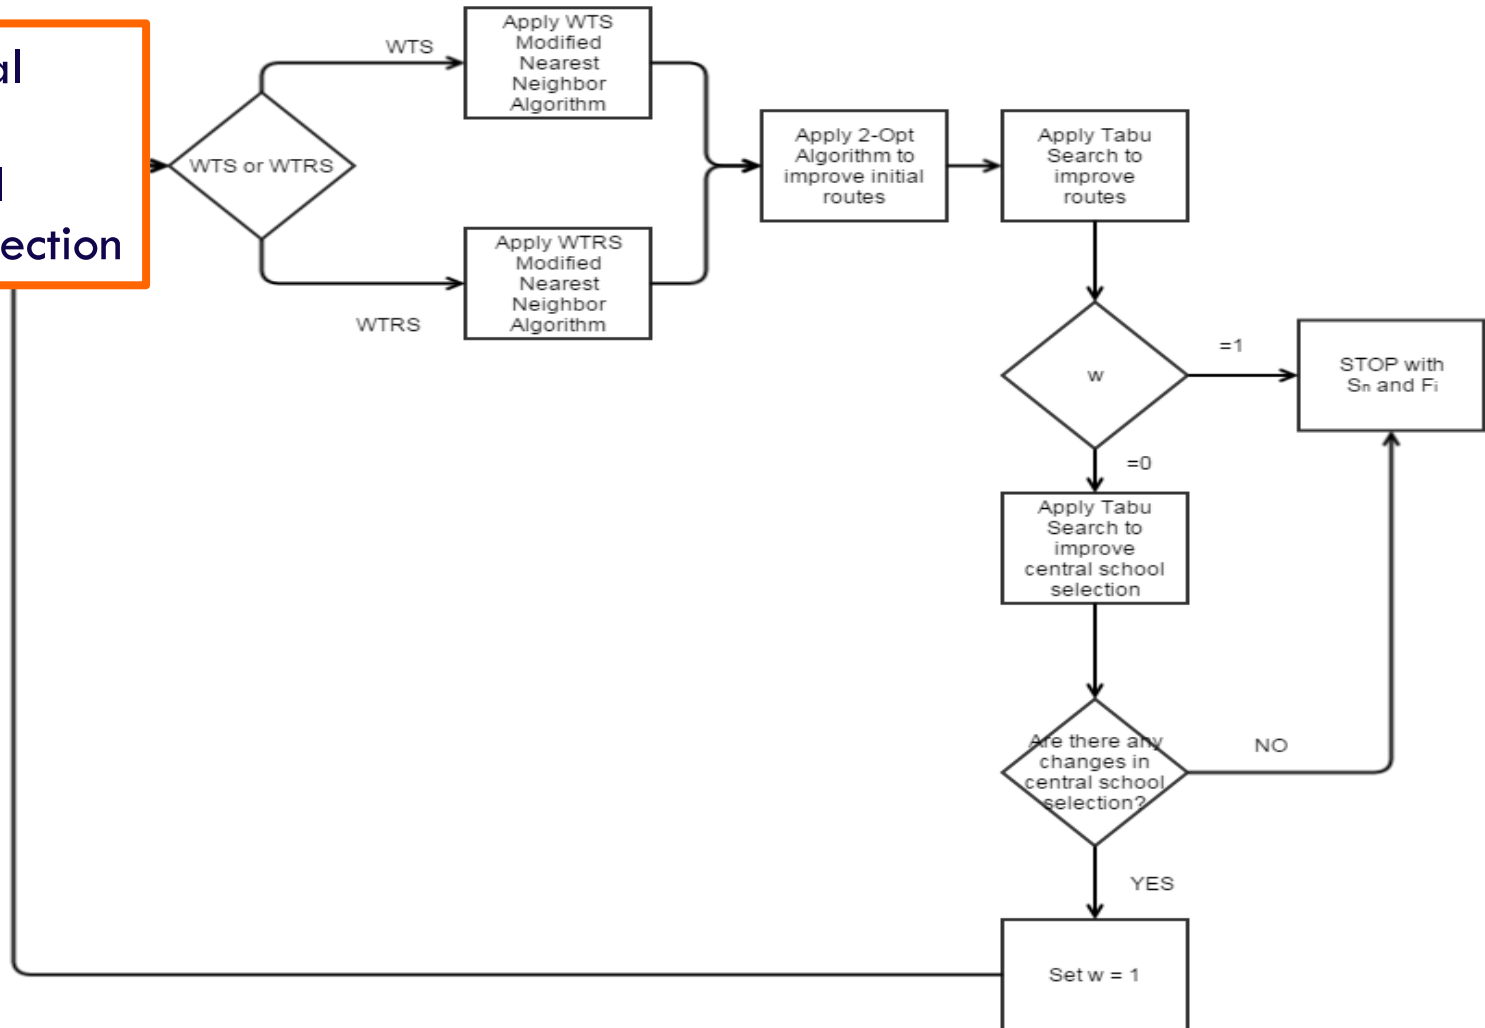 al
l
ection
WTS or WTRS
WTS
Apply WTS
Modified
Nearest
Neighbor
Algorithm
WTRS
Apply WTRS
Modified
Nearest
Neighbor
Algorithm
Apply 2-Opt
Algorithm to
improve initial
routes
Apply Tabu
Search to
improve
routes
w
=1
STOP with
Sn and Fi
=0
Apply Tabu
Search to
improve
central school
selection
Are there any
changes in
central school
selection?
NO
YES
Set w = 1